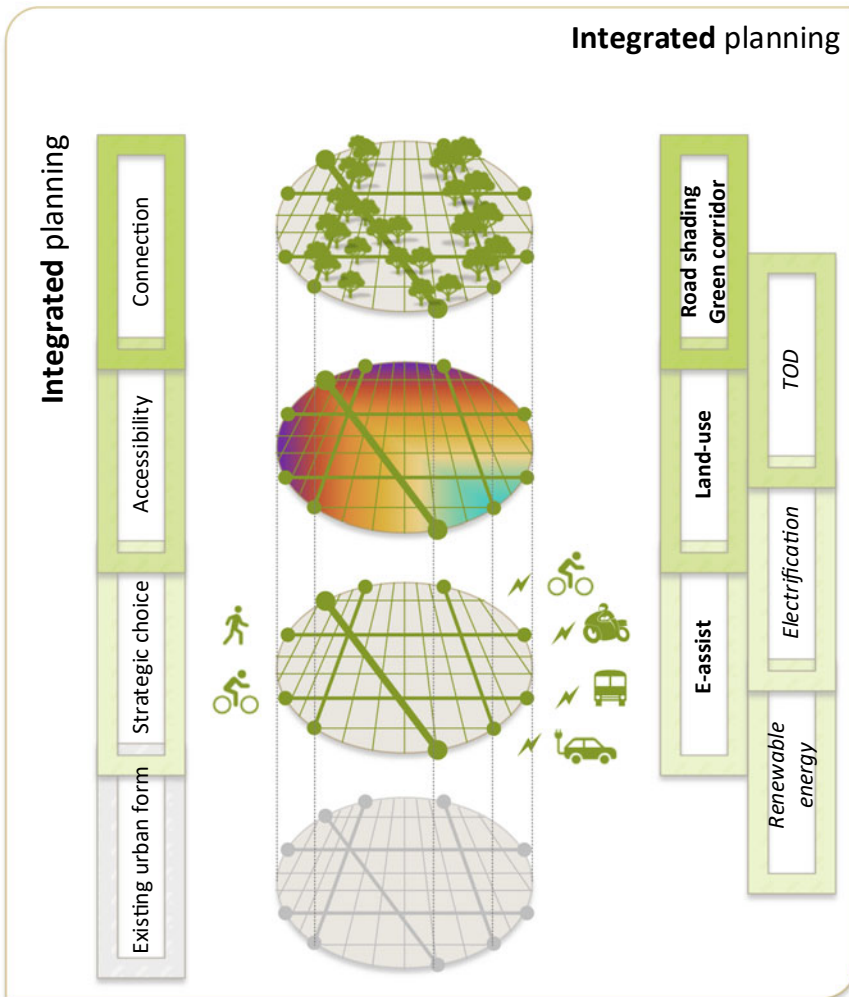 Integrated planning
Integrated planning
Connection
Accessibility
Strategic choice
Existing urban form
Road shading
Green corridor
Land-use
E-assist
TOD
Electrification
Renewable
energy